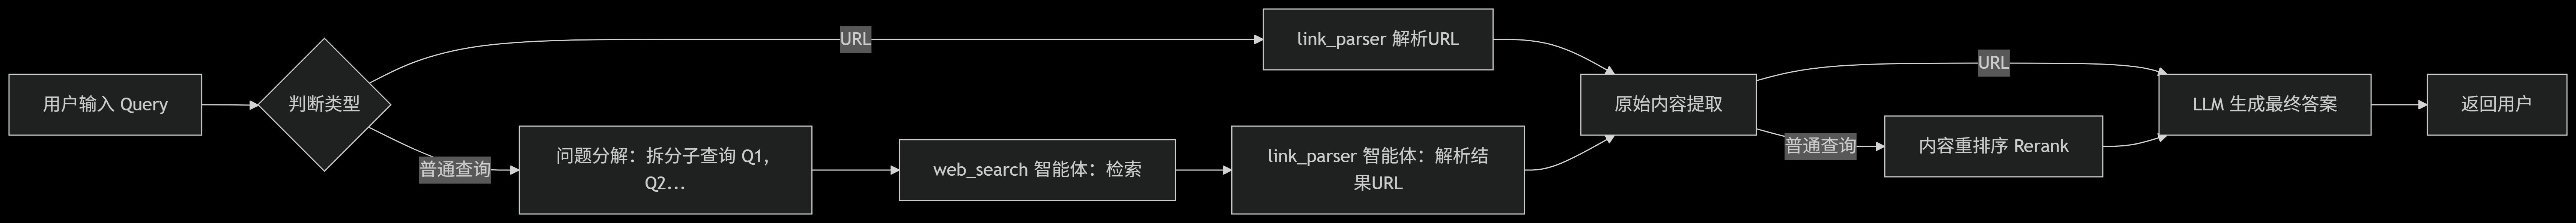 用户输入 Query
判断类型
URL
普通查询
link_parser 解析URL
问题分解：拆分子查询 Q1,
Q2...
web_search 智能体：检索
link_parser 智能体：解析结
果URL
原始内容提取
URL
普通查询
内容重排序 Rerank
LLM 生成最终答案
返回用户